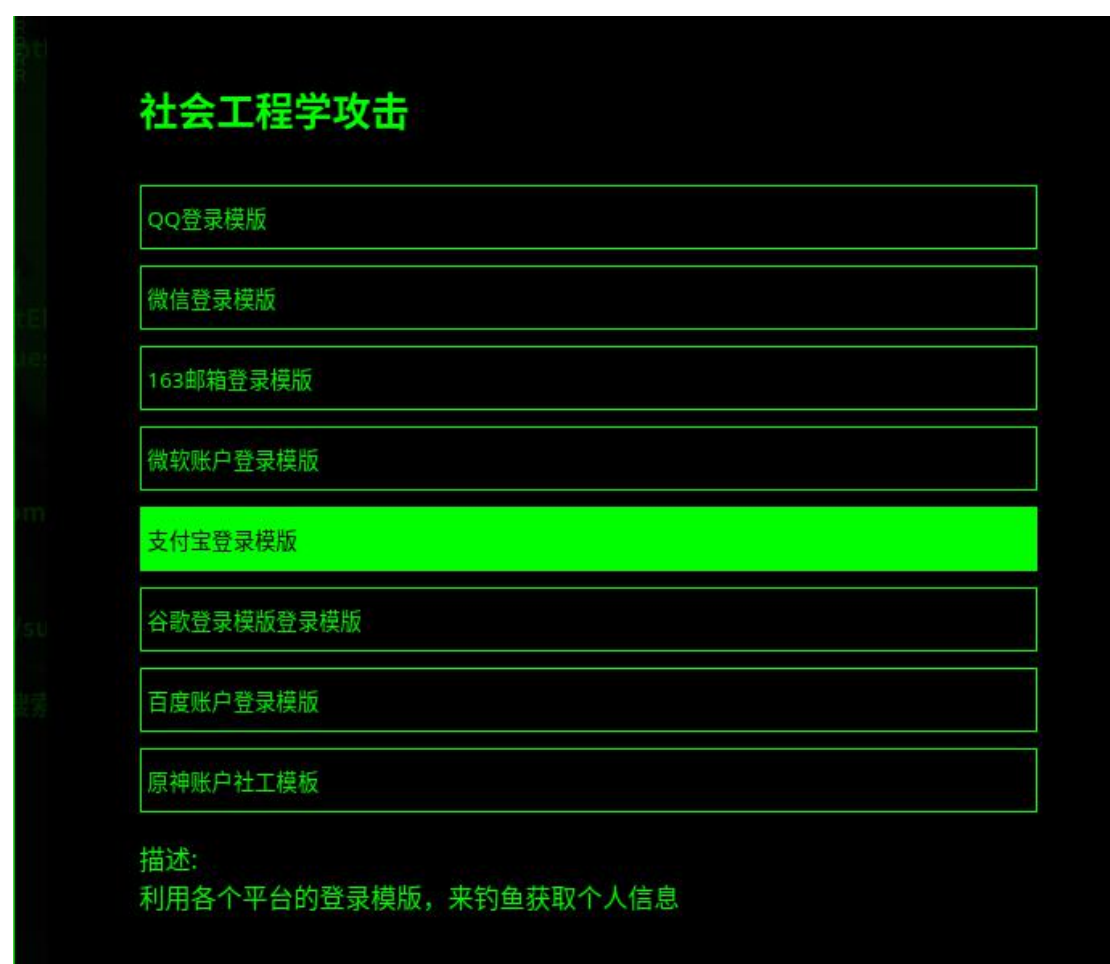 社会工程学攻击
QQ登录模版
微信登录模版
163邮箱登录模版
微软账户登录模版
支付宝登录模版
谷歌登录模版登录模版
百度账户登录模版
原神账户社工模板
描述:
利用各个平台的登录模版，来钓鱼获取个人信息